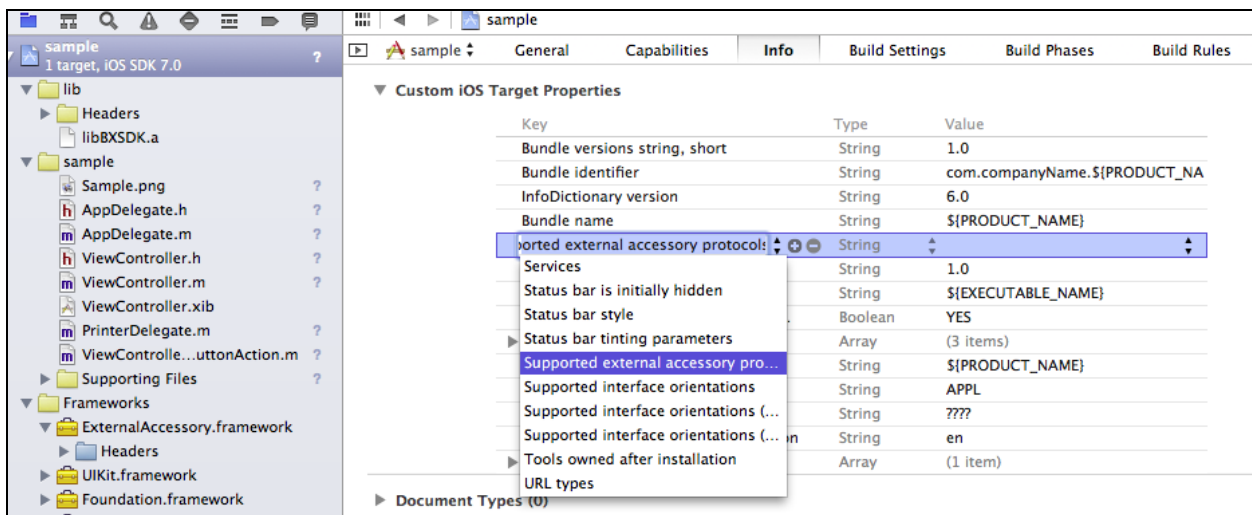 sample
sample
1 target, iOS SDK 7.0
?
lib
Headers
libBXSDK.a
sample
Sample.png ?
h AppDelegate.h ?
m AppDelegate.m ?
h ViewController.h ?
m ViewController.m ?
ViewController.xib
m PrinterDelegate.m ?
m ViewControlle...uttonAction.m ?
Supporting Files ?
Frameworks
ExternalAccessory.framework
Headers
UIKit.framework
Foundation.framework
sample General Capabilities Info Build Settings Build Phases Build Rules
Custom iOS Target Properties
Key Type Value
Bundle versions string, short String 1.0
Bundle identifier String com.companyName.${PRODUCT_NA
InfoDictionary version String 6.0
Bundle name String ${PRODUCT_NAME}
orted external accessory protocols String
Services String 1.0
Status bar is initially hidden String ${EXECUTABLE_NAME}
Status bar style . Boolean YES
Status bar tinting parameters Array (3 items)
Supported external accessory pro... String ${PRODUCT_NAME}
Supported interface orientations String APPL
Supported interface orientations (... String ????
Supported interface orientations (... on String en
Tools owned after installation Array (1 item)
URL types
Document Types (0)